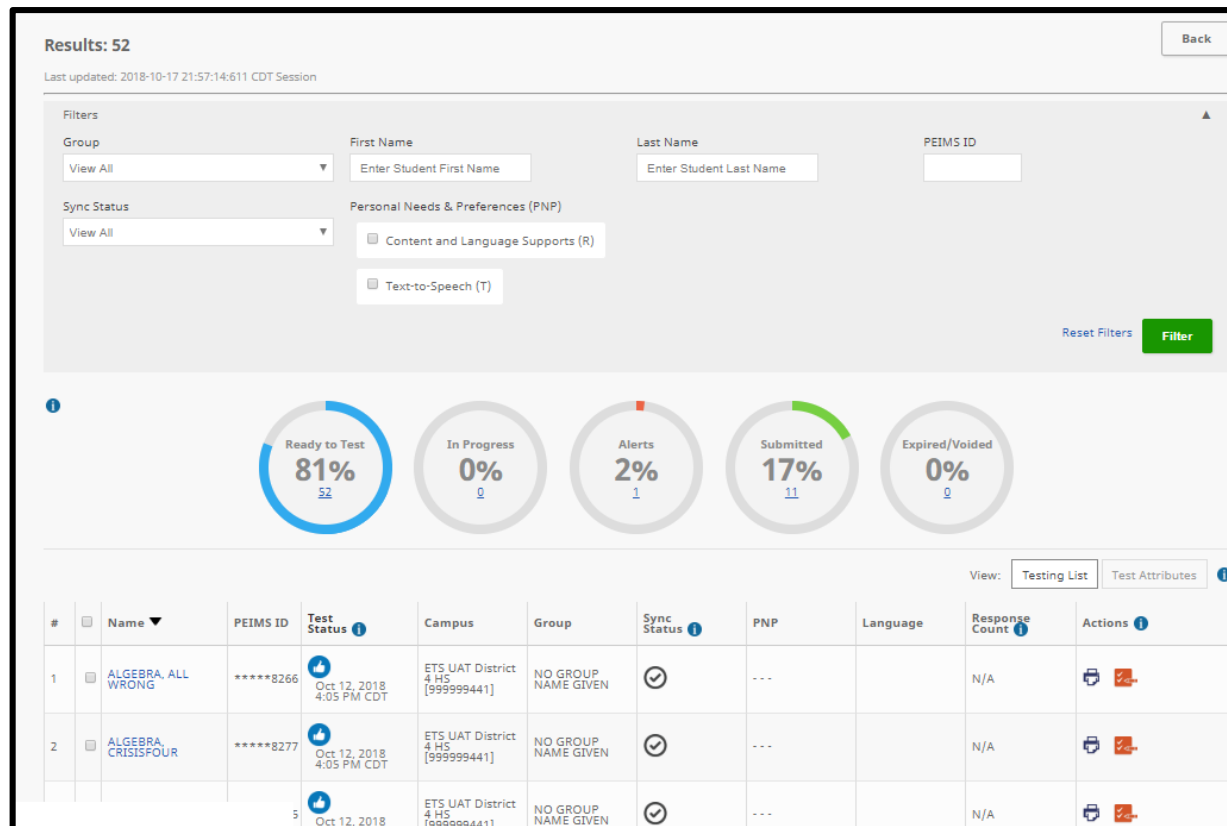 Results: 52
Back
Last updated: 2018-10-17 21:57:14:611 CDT Session
Filters
Group
First Name
Last Name
PEIMS ID
View All
Enter Student First Name
Enter Student Last Name
Sync Status
Personal Needs & Preferences (PNP)
View All
Content and Language Supports (R)
Text-to-Speech (T)
Reset Filters
Filter
Ready to Test
81%
52
In Progress
0%
0
Alerts
2%
1
Submitted
17%
11
Expired/Voided
0%
0
View:
Testing List
Test Attributes
#
Name
PEIMS ID
Test
Status
Campus
Group
Sync
Status
PNP
Language
Response
Count
Actions
1
ALGEBRA, ALL
WRONG
*****8266
Oct 12, 2018
4:05 PM CDT
ETS UAT District
4 HS
[999999441]
NO GROUP
NAME GIVEN
- - -
N/A
2
ALGEBRA,
CRISISFOUR
*****8277
Oct 12, 2018
4:05 PM CDT
ETS UAT District
4 HS
[999999441]
NO GROUP
NAME GIVEN
- - -
N/A
5
Oct 12, 2018
ETS UAT District
4 HS
[999999441]
NO GROUP
NAME GIVEN
- - -
N/A